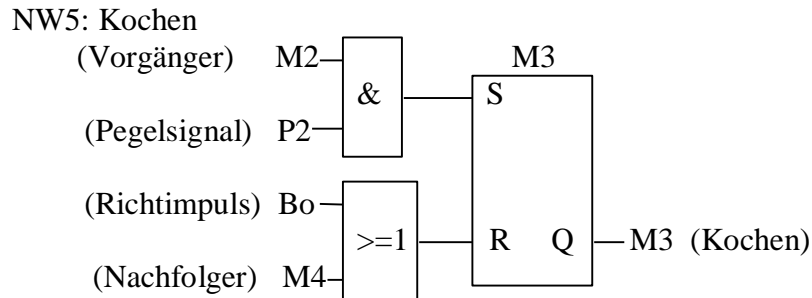 NW5: Kochen
(Vorgänger) M2
M3
& S
(Pegelsignal) P2
(Richtimpuls) Bo
>=1 R Q M3 (Kochen)
(Nachfolger) M4